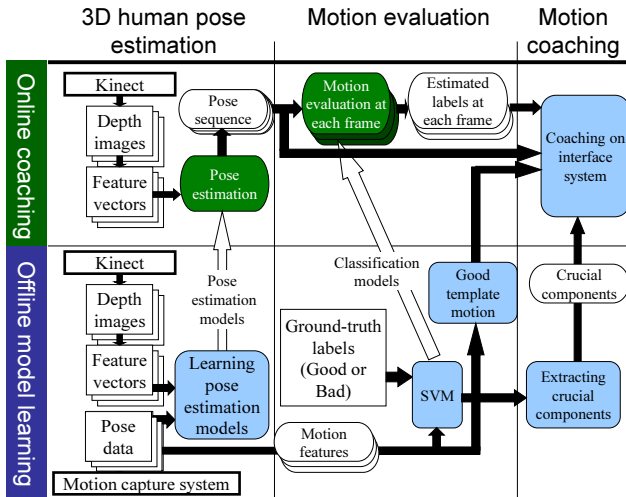 3D human pose
estimation
Motion evaluation
Motion
coaching
Online coaching
Kinect
Depth
images
Feature
vectors
Pose
sequence
Pose
estimation
Motion
evaluation at
each frame
Estimated
labels at
each frame
Coaching on
interface
system
Offline model learning
Kinect
Depth
images
Feature
vectors
Pose
data
Motion capture system
Pose
estimation
models
Learning
pose
estimation
models
Classification
models
Ground-truth
labels
(Good or
Bad)
Motion
features
SVM
Good
template
motion
Crucial
components
Extracting
crucial
components